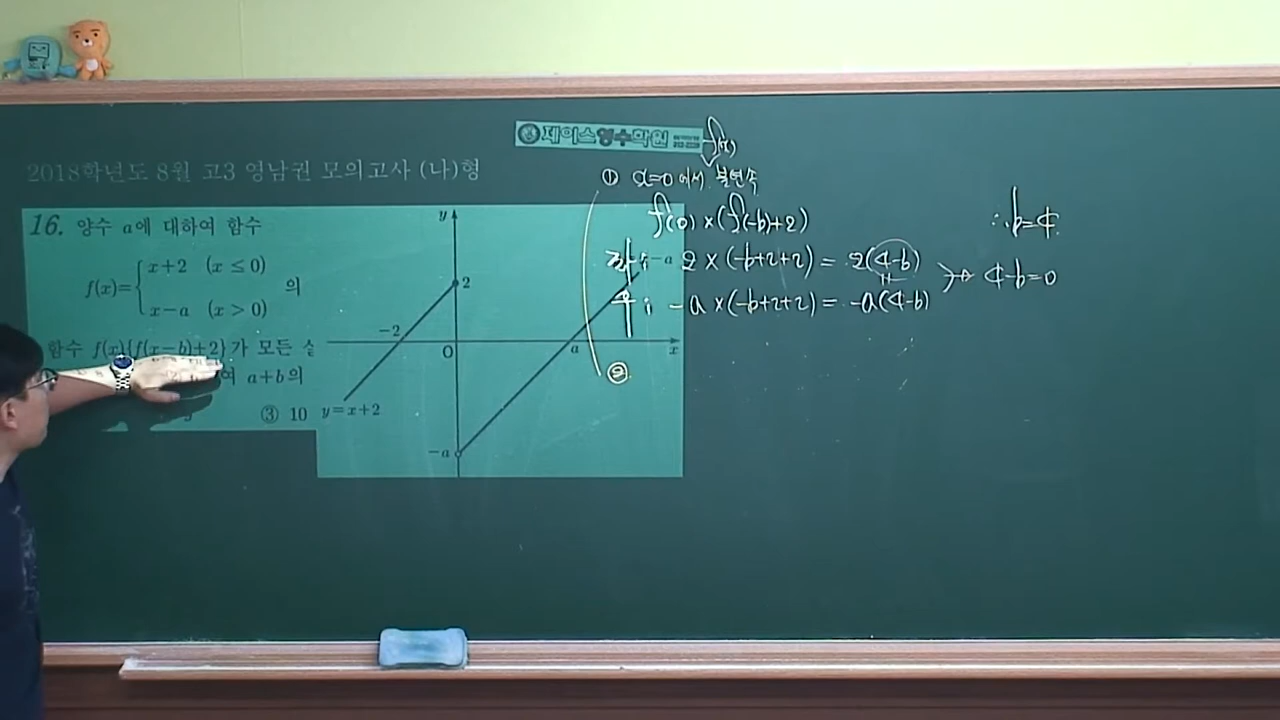 제이스영수학원
2018학년도 8월 고3 영남권 모의고사 (나)형
16. 양수 a에 대하여 함수
f(x)={ x+2 (x≤0)
x−a (x>0) 의
함수 f(x){f(x−b)+2}가 모든
여 a+b의
③ 10
y
2
−2
O
a
x
−a
y=x+2
−a
f(x)
① x=0 에서 불연속
f(0)×(f(-b)+2)
좌; 2×(-b+2+2) = 2(4-b)
우; -a×(-b+2+2) = -a(4-b)
4-b=0
∴ b=4
②